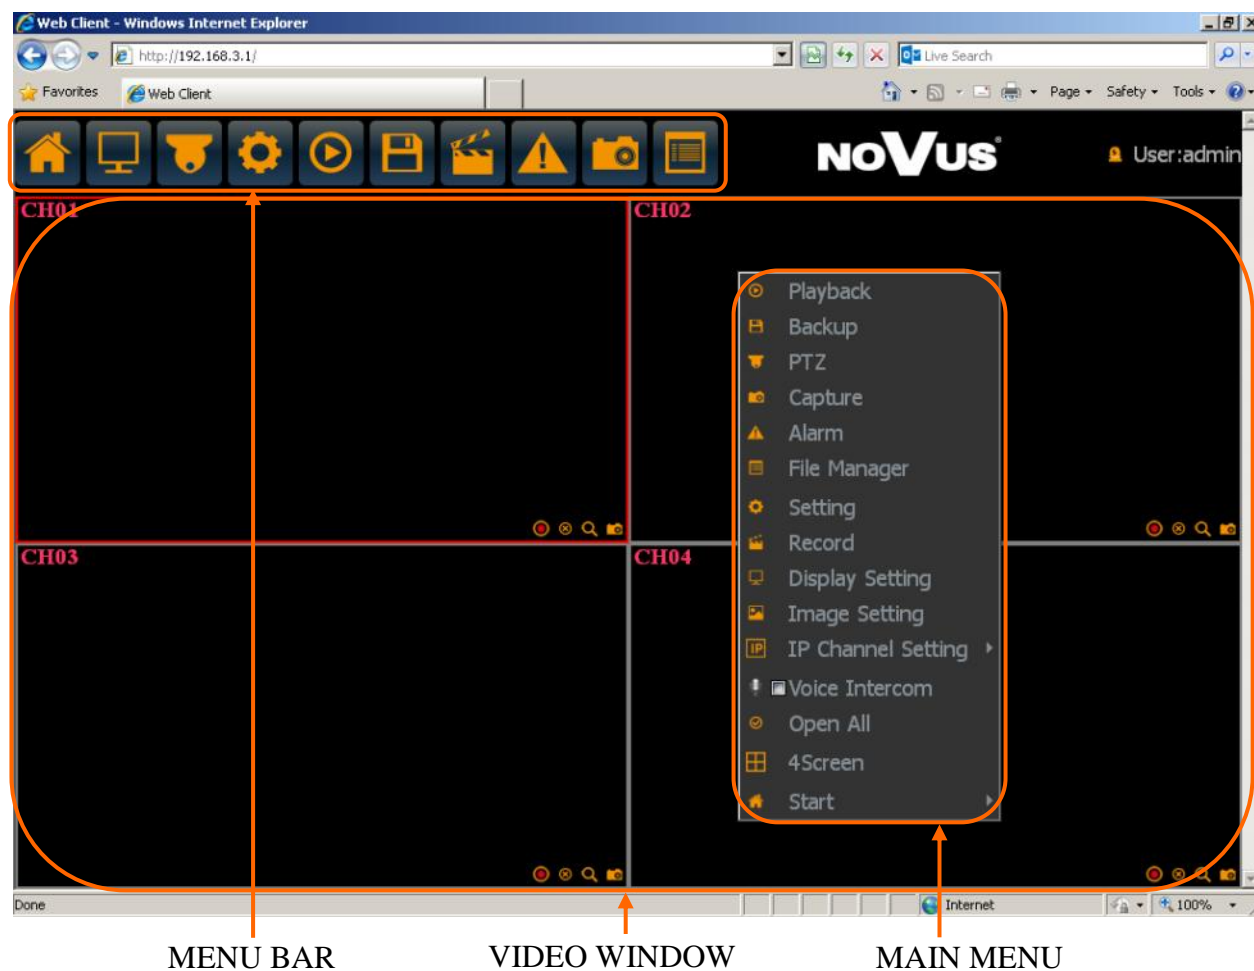 Web Client - Windows Internet Explorer
http://192.168.3.1/
Live Search
Favorites
Web Client
Page
Safety
Tools
NOVUS
User:admin
CH01
CH02
Playback
Backup
PTZ
Capture
Alarm
File Manager
Setting
Record
CH03
CH04
Display Setting
Image Setting
IP
IP Channel Setting
Voice Intercom
Open All
4Screen
Start
Done
Internet
100%
MENU BAR
VIDEO WINDOW
MAIN MENU